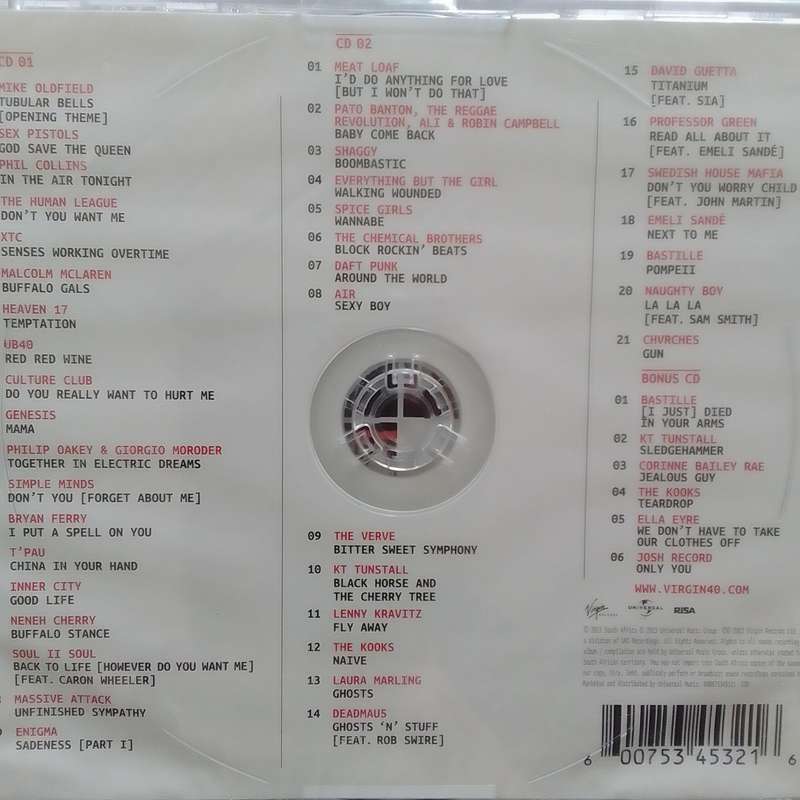 CD 01
MIKE OLDFIELD
TUBULAR BELLS
[OPENING THEME]
SEX PISTOLS
GOD SAVE THE QUEEN
PHIL COLLINS
IN THE AIR TONIGHT
THE HUMAN LEAGUE
DON'T YOU WANT ME
XTC
SENSES WORKING OVERTIME
MALCOLM MCLAREN
BUFFALO GALS
HEAVEN 17
TEMPTATION
UB40
RED RED WINE
CULTURE CLUB
DO YOU REALLY WANT TO HURT ME
GENESIS
MAMA
PHILIP OAKEY & GIORGIO MORODER
TOGETHER IN ELECTRIC DREAMS
SIMPLE MINDS
DON'T YOU [FORGET ABOUT ME]
BRYAN FERRY
I PUT A SPELL ON YOU
T'PAU
CHINA IN YOUR HAND
INNER CITY
GOOD LIFE
NENEH CHERRY
BUFFALO STANCE
SOUL II SOUL
BACK TO LIFE [HOWEVER DO YOU WANT ME]
[FEAT. CARON WHEELER]
MASSIVE ATTACK
UNFINISHED SYMPATHY
ENIGMA
SADENESS [PART I]
CD 02
01 MEAT LOAF
I'D DO ANYTHING FOR LOVE
[BUT I WON'T DO THAT]
02 PATO BANTON, THE REGGAE
REVOLUTION, ALI & ROBIN CAMPBELL
BABY COME BACK
03 SHAGGY
BOOMBASTIC
04 EVERYTHING BUT THE GIRL
WALKING WOUNDED
05 SPICE GIRLS
WANNABE
06 THE CHEMICAL BROTHERS
BLOCK ROCKIN' BEATS
07 DAFT PUNK
AROUND THE WORLD
08 AIR
SEXY BOY
09 THE VERVE
BITTER SWEET SYMPHONY
10 KT TUNSTALL
BLACK HORSE AND
THE CHERRY TREE
11 LENNY KRAVITZ
FLY AWAY
12 THE KOOKS
NAIVE
13 LAURA MARLING
GHOSTS
14 DEADMAUS
GHOSTS 'N' STUFF
[FEAT. ROB SWIRE]
15 DAVID GUETTA
TITANIUM
[FEAT. SIA]
16 PROFESSOR GREEN
READ ALL ABOUT IT
[FEAT. EMELI SANDÉ]
17 SWEDISH HOUSE MAFIA
DON'T YOU WORRY CHILD
[FEAT. JOHN MARTIN]
18 EMELI SANDÉ
NEXT TO ME
19 BASTILLE
POMPEII
20 NAUGHTY BOY
LA LA LA
[FEAT. SAM SMITH]
21 CHVRCHES
GUN
BONUS CD
01 BASTILLE
[I JUST] DIED
IN YOUR ARMS
02 KT TUNSTALL
SLEDGEHAMMER
03 CORINNE BAILEY RAE
JEALOUS GUY
04 THE KOOKS
TEARDROP
05 ELLA EYRE
WE DON'T HAVE TO TAKE
OUR CLOTHES OFF
06 JOSH RECORD
ONLY YOU
WWW.VIRGIN40.COM
Virgin UNIVERSAL RISA
6 00753 45321 6